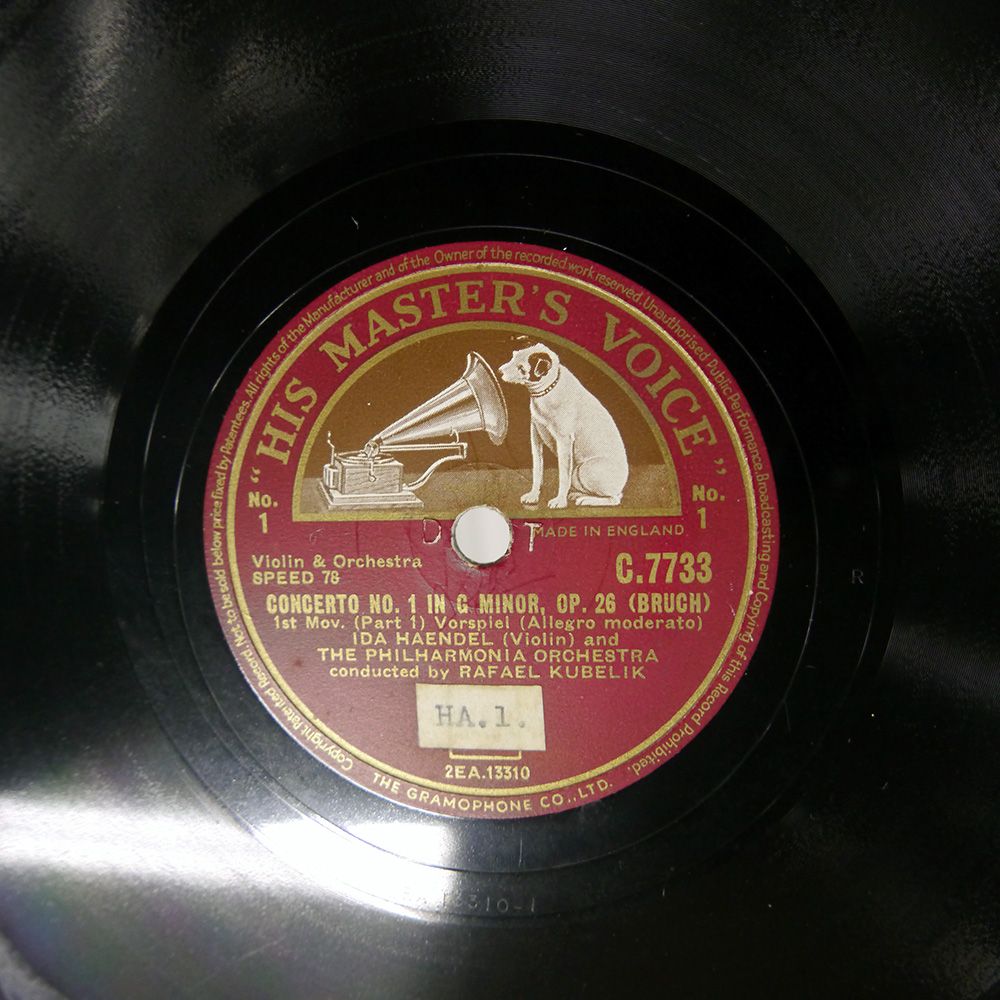 Copyright. Patented Record Not to be sold below price fixed by Patentees. All rights of the Manufacturer and of the Owner of the recorded work reserved. Unauthorised Public Performance, Broadcasting and Copying of this Record Prohibited.
"HIS MASTER'S VOICE"
No. 1
No. 1
D T
MADE IN ENGLAND
Violin & Orchestra
SPEED 78
C.7733
CONCERTO NO. 1 IN G MINOR, OP. 26 (BRUCH)
1st Mov. (Part 1) Vorspiel (Allegro moderato)
IDA HAENDEL (Violin) and
THE PHILHARMONIA ORCHESTRA
conducted by RAFAEL KUBELIK
HA.1.
2EA.13310
THE GRAMOPHONE CO., LTD.
R